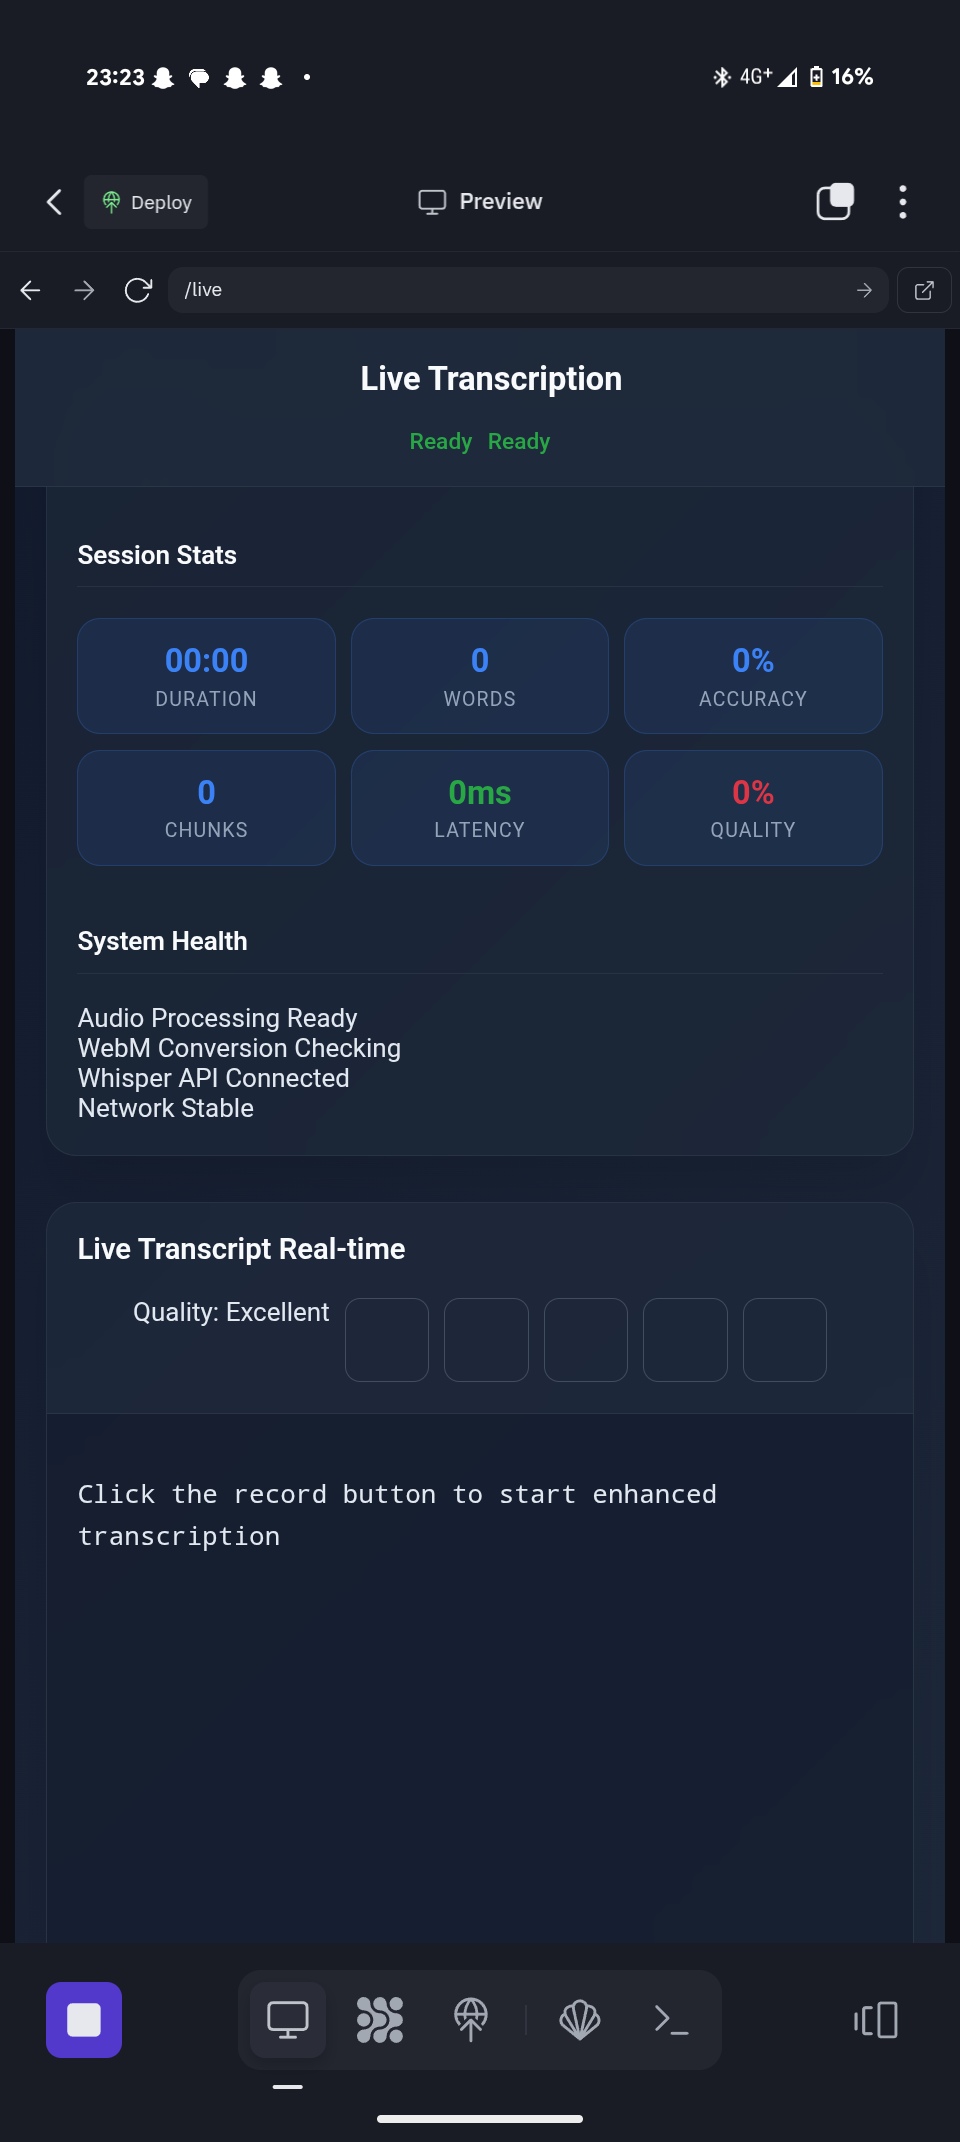 23:23
4G+ 16%
Deploy
Preview
/live
Live Transcription
Ready Ready
Session Stats
00:00 0 0%
DURATION WORDS ACCURACY
0 0ms 0%
CHUNKS LATENCY QUALITY
System Health
Audio Processing Ready
WebM Conversion Checking
Whisper API Connected
Network Stable
Live Transcript Real-time
Quality: Excellent
Click the record button to start enhanced
transcription